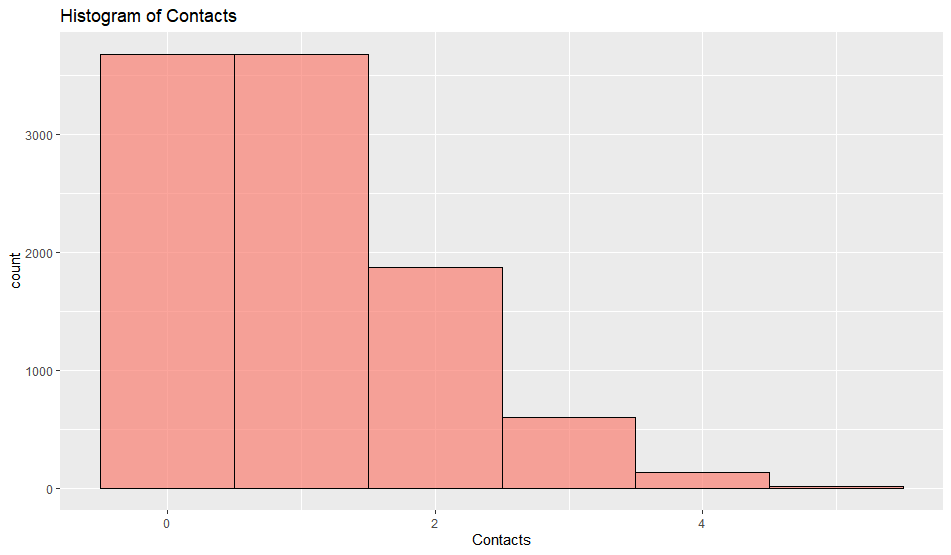 Histogram of Contacts
3000
2000
1000
0
count
0 2 4
Contacts